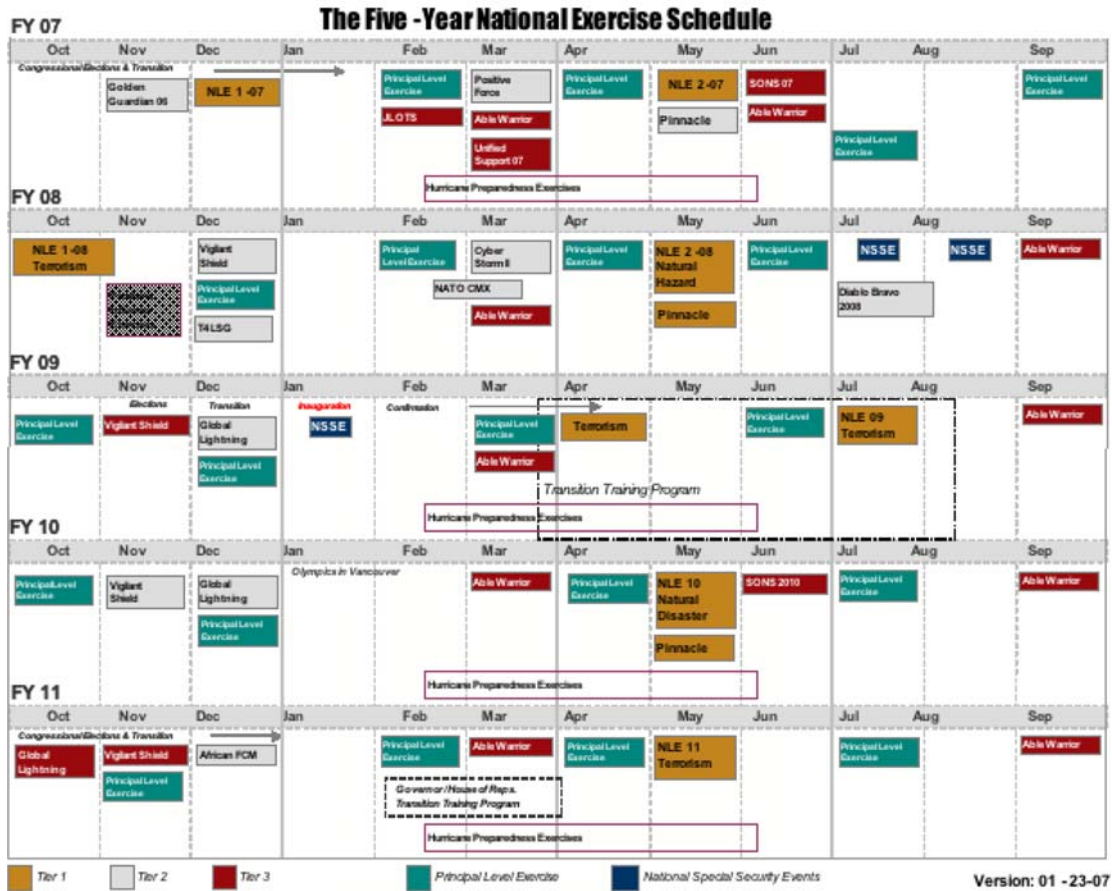 The Five -Year National Exercise Schedule
FY 07
Oct Nov Dec Jan Feb Mar Apr May Jun Jul Aug Sep
Congressional Elections & Transition
Golden
Guardian 06
NLE 1 -07
Principal Level
Exercise
JLOTS
Positive
Force
Able Warrior
Unified
Support 07
Principal Level
Exercise
NLE 2 -07
Pinnacle
SONS 07
Able Warrior
Principal Level
Exercise
Principal Level
Exercise
Hurricane Preparedness Exercises
FY 08
Oct Nov Dec Jan Feb Mar Apr May Jun Jul Aug Sep
NLE 1 -08
Terrorism
Vigilant
Shield
Principal Level
Exercise
T4LSG
Principal
Level Exercise
NATO CMX
Cyber
Storm II
Able Warrior
Principal Level
Exercise
NLE 2 -08
Natural
Hazard
Pinnacle
Principal Level
Exercise
NSSE
NSSE
Diablo Bravo
2008
Able Warrior
FY 09
Oct Nov Dec Jan Feb Mar Apr May Jun Jul Aug Sep
Elections
Transition
Inauguration
Confirmation
Principal Level
Exercise
Vigilant Shield
Global
Lightning
Principal Level
Exercise
NSSE
Principal Level
Exercise
Able Warrior
Terrorism
Principal Level
Exercise
NLE 09
Terrorism
Able Warrior
Transition Training Program
Hurricane Preparedness Exercises
FY 10
Oct Nov Dec Jan Feb Mar Apr May Jun Jul Aug Sep
Olympics in Vancouver
Principal Level
Exercise
Vigilant
Shield
Global
Lightning
Principal Level
Exercise
Able Warrior
Principal Level
Exercise
NLE 10
Natural
Disaster
Pinnacle
SONS 2010
Principal Level
Exercise
Able Warrior
Hurricane Preparedness Exercises
FY 11
Oct Nov Dec Jan Feb Mar Apr May Jun Jul Aug Sep
Congressional Elections & Transition
Global
Lightning
Vigilant Shield
Principal Level
Exercise
African FCM
Principal Level
Exercise
Able Warrior
Principal Level
Exercise
NLE 11
Terrorism
Principal Level
Exercise
Able Warrior
Governor/House of Reps.
Transition Training Program
Hurricane Preparedness Exercises
Tier 1 Tier 2 Tier 3 Principal Level Exercise National Special Security Events
Version: 01 -23-07